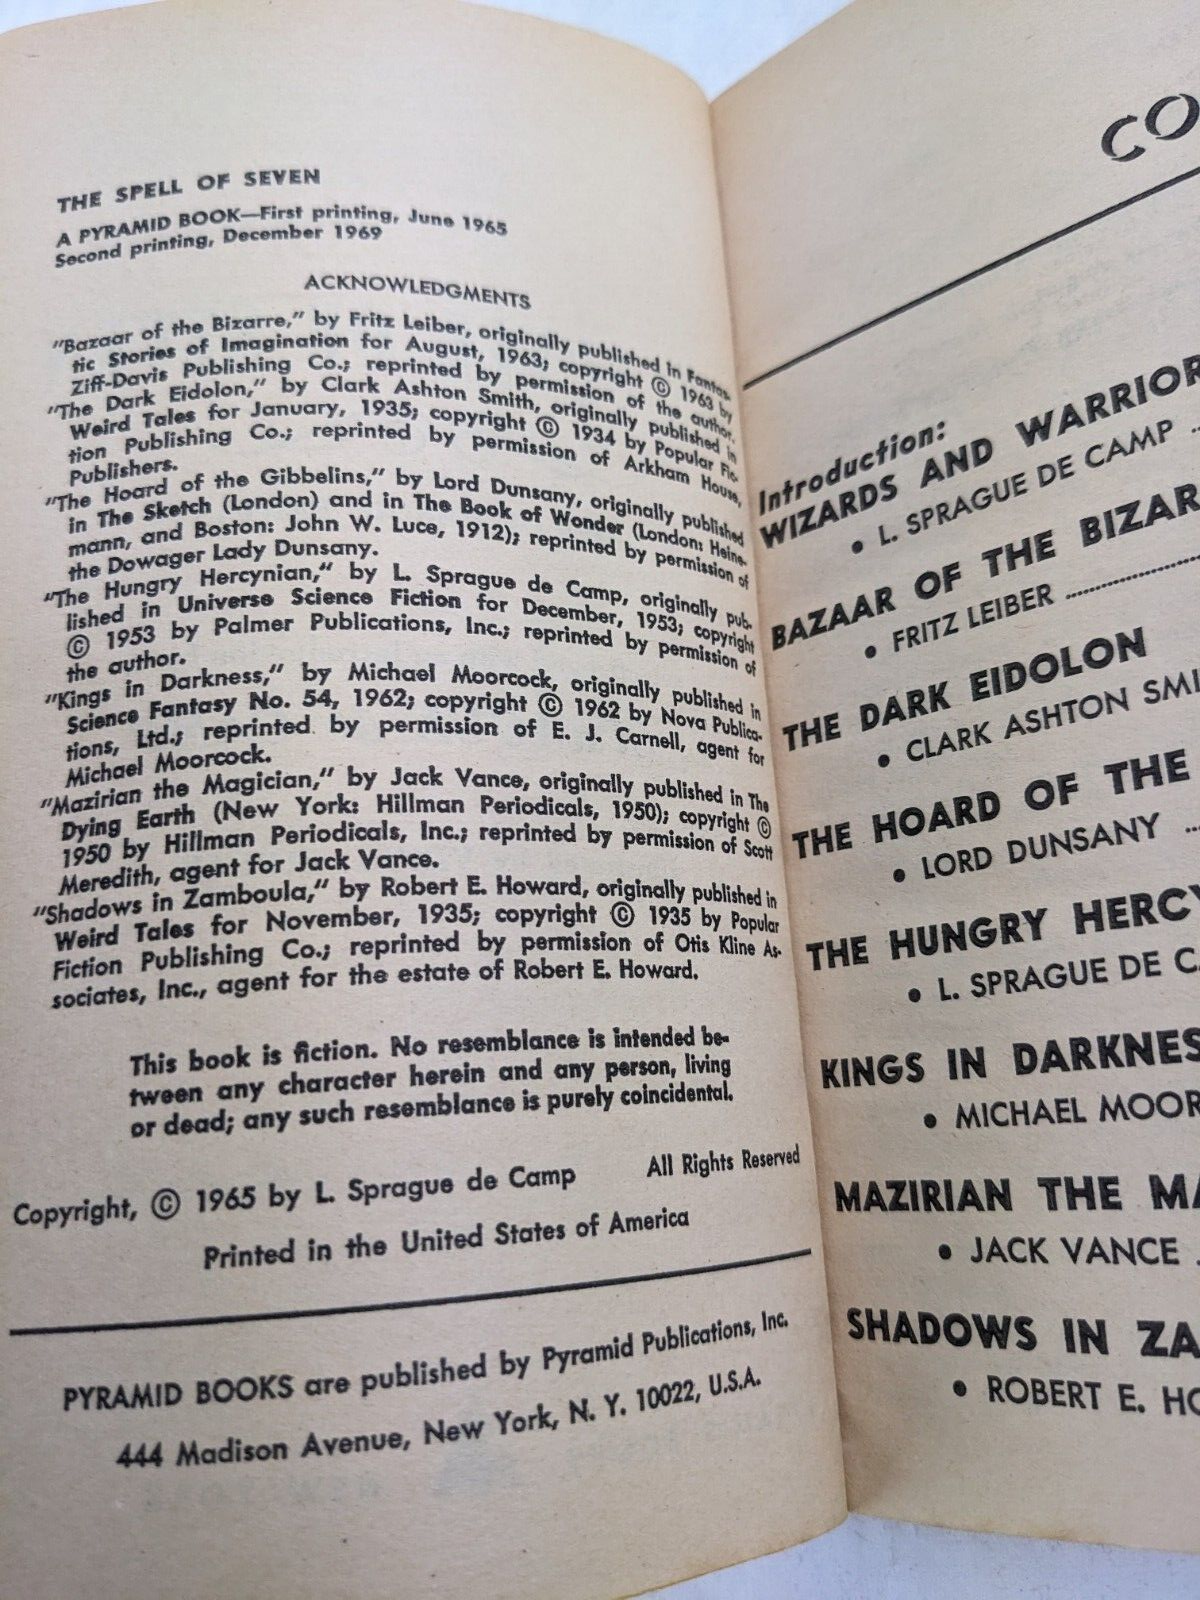 THE SPELL OF SEVEN
A PYRAMID BOOK—First printing, June 1965
Second printing, December 1969
ACKNOWLEDGMENTS
"Bazaar of the Bizarre," by Fritz Leiber, originally published in Fantas-
tic Stories of Imagination for August, 1963; copyright © 1963 by
Ziff-Davis Publishing Co.; reprinted by permission of the author.
"The Dark Eidolon," by Clark Ashton Smith, originally published in
Weird Tales for January, 1935; copyright © 1934 by Popular Fic-
tion Publishing Co.; reprinted by permission of Arkham House,
Publishers.
"The Hoard of the Gibbelins," by Lord Dunsany, originally published
in The Sketch (London) and in The Book of Wonder (London: Heine-
mann, and Boston: John W. Luce, 1912); reprinted by permission of
the Dowager Lady Dunsany.
"The Hungry Hercynian," by L. Sprague de Camp, originally pub-
lished in Universe Science Fiction for December, 1953; copyright
© 1953 by Palmer Publications, Inc.; reprinted by permission of
the author.
"Kings in Darkness," by Michael Moorcock, originally published in
Science Fantasy No. 54, 1962; copyright © 1962 by Nova Publica-
tions, Ltd.; reprinted by permission of E. J. Carnell, agent for
Michael Moorcock.
"Mazirian the Magician," by Jack Vance, originally published in The
Dying Earth (New York: Hillman Periodicals, 1950); copyright ©
1950 by Hillman Periodicals, Inc.; reprinted by permission of Scott
Meredith, agent for Jack Vance.
"Shadows in Zamboula," by Robert E. Howard, originally published in
Weird Tales for November, 1935; copyright © 1935 by Popular
Fiction Publishing Co.; reprinted by permission of Otis Kline As-
sociates, Inc., agent for the estate of Robert E. Howard.
This book is fiction. No resemblance is intended be-
tween any character herein and any person, living
or dead; any such resemblance is purely coincidental.
Copyright, © 1965 by L. Sprague de Camp All Rights Reserved
Printed in the United States of America
PYRAMID BOOKS are published by Pyramid Publications, Inc.
444 Madison Avenue, New York, N. Y. 10022, U.S.A.
CO
Introduction:
WIZARDS AND WARRIOR
• L. SPRAGUE DE CAMP ..
BAZAAR OF THE BIZAR
• FRITZ LEIBER ....................
THE DARK EIDOLON
• CLARK ASHTON SMI
THE HOARD OF THE
• LORD DUNSANY ..
THE HUNGRY HERCY
• L. SPRAGUE DE CA
KINGS IN DARKNES
• MICHAEL MOOR
MAZIRIAN THE MA
• JACK VANCE .
SHADOWS IN ZA
• ROBERT E. HO